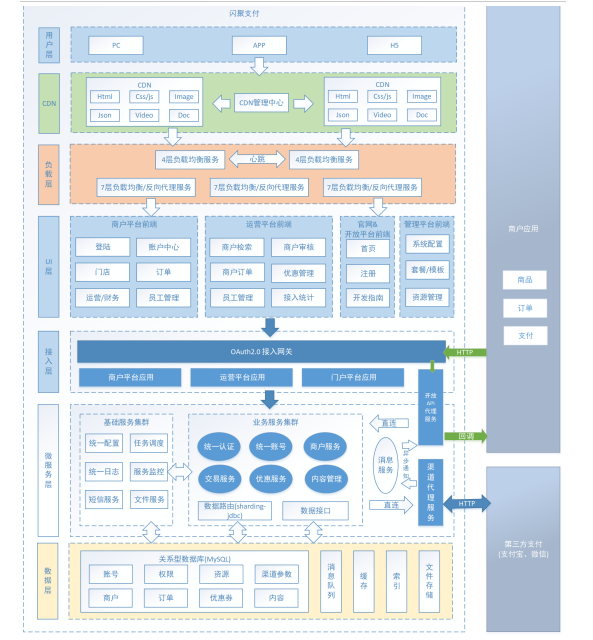 闪聚支付
用户层
PC
APP
H5
CDN
CDN
Html
Css/js
Image
Json
Video
Doc
CDN管理中心
CDN
Html
Css/js
Image
Json
Video
Doc
负载层
4层负载均衡服务
心跳
4层负载均衡服务
7层负载均衡/反向代理服务
7层负载均衡/反向代理服务
7层负载均衡/反向代理服务
UI层
商户平台前端
登陆
账户中心
门店
订单
运营/财务
员工管理
运营平台前端
商户检索
商户审核
商户订单
优惠管理
员工管理
接入统计
官网&
开放平台前端
首页
注册
开发指南
管理平台前端
系统配置
套餐/模板
资源管理
商户应用
商品
订单
支付
接入层
OAuth2.0 接入网关
HTTP
商户平台应用
运营平台应用
门户平台应用
开放
API
代理
服务
回调
微服务层
基础服务集群
统一配置
任务调度
统一日志
服务监控
短信服务
文件服务
业务服务集群
统一认证
统一账号
商户服务
交易服务
优惠服务
内容管理
数据路由(sharding-
jdbc)
数据接口
直连
消息
服务
异步通知
直连
渠道代理服务
HTTP
第三方支付
(支付宝、微信)
数据层
关系型数据库(MySQL)
账号
权限
资源
渠道参数
商户
订单
优惠券
内容
消息队列
缓存
索引
文件存储